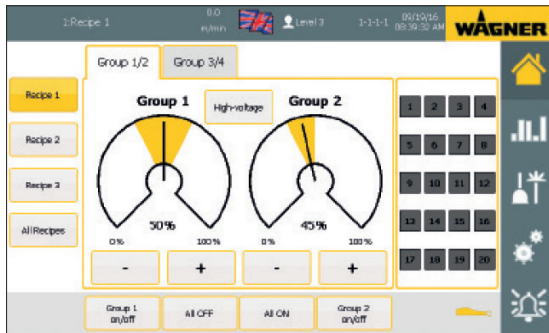 1:Recipe 1
0.0
m/min
Level 3
1-1-1-1
09/19/16
08:39:32 AM
WAGNER
Group 1/2
Group 3/4
Recipe 1
Recipe 2
Recipe 3
All Recipes
Group 1
High-voltage
Group 2
50%
0%
100%
45%
0%
100%
-
+
-
+
1 2 3 4
5 6 7 8
9 10 11 12
13 14 15 16
17 18 19 20
Group 1
on/off
All OFF
All ON
Group 2
on/off